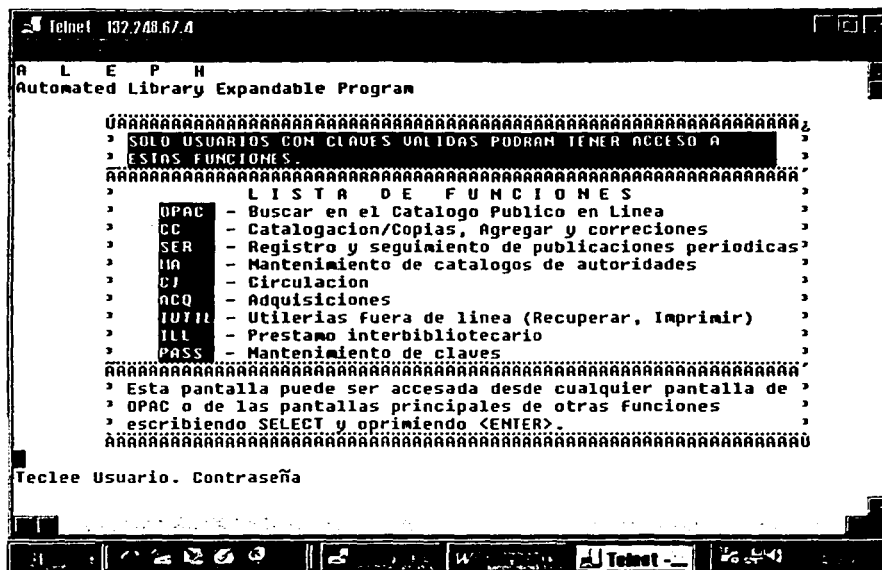 Telnet 132.248.67.4
A L E P H
Automated Library Expandable Program
SOLO USUARIOS CON CLAVES VALIDAS PODRAN TENER ACCESO A
ESTAS FUNCIONES.
L I S T A D E F U N C I O N E S
OPAC - Buscar en el Catalogo Publico en Linea
CC - Catalogacion/Copias, Agregar y correciones
SER - Registro y seguimiento de publicaciones periodicas
MA - Mantenimiento de catalogos de autoridades
- Circulacion
ACQ - Adquisiciones
IUTIL - Utilerias fuera de linea (Recuperar, Imprimir)
ILL - Prestamo interbibliotecario
PASS - Mantenimiento de claves
Esta pantalla puede ser accesada desde cualquier pantalla de
OPAC o de las pantallas principales de otras funciones
escribiendo SELECT y oprimiendo <ENTER>.
Teclee Usuario. Contraseña
Telnet -